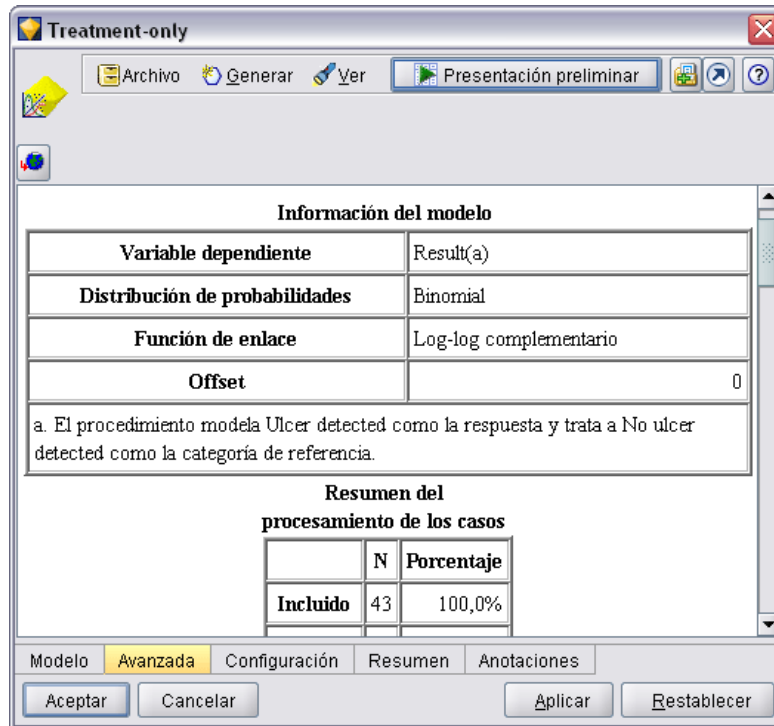 Treatment-only
Archivo Generar Ver Presentación preliminar
Información del modelo
Variable dependiente Result(a)
Distribución de probabilidades Binomial
Función de enlace Log-log complementario
Offset 0
a. El procedimiento modela Ulcer detected como la respuesta y trata a No ulcer
detected como la categoría de referencia.
Resumen del
procesamiento de los casos
N Porcentaje
Incluido 43 100,0%
Modelo Avanzada Configuración Resumen Anotaciones
Aceptar Cancelar Aplicar Restablecer